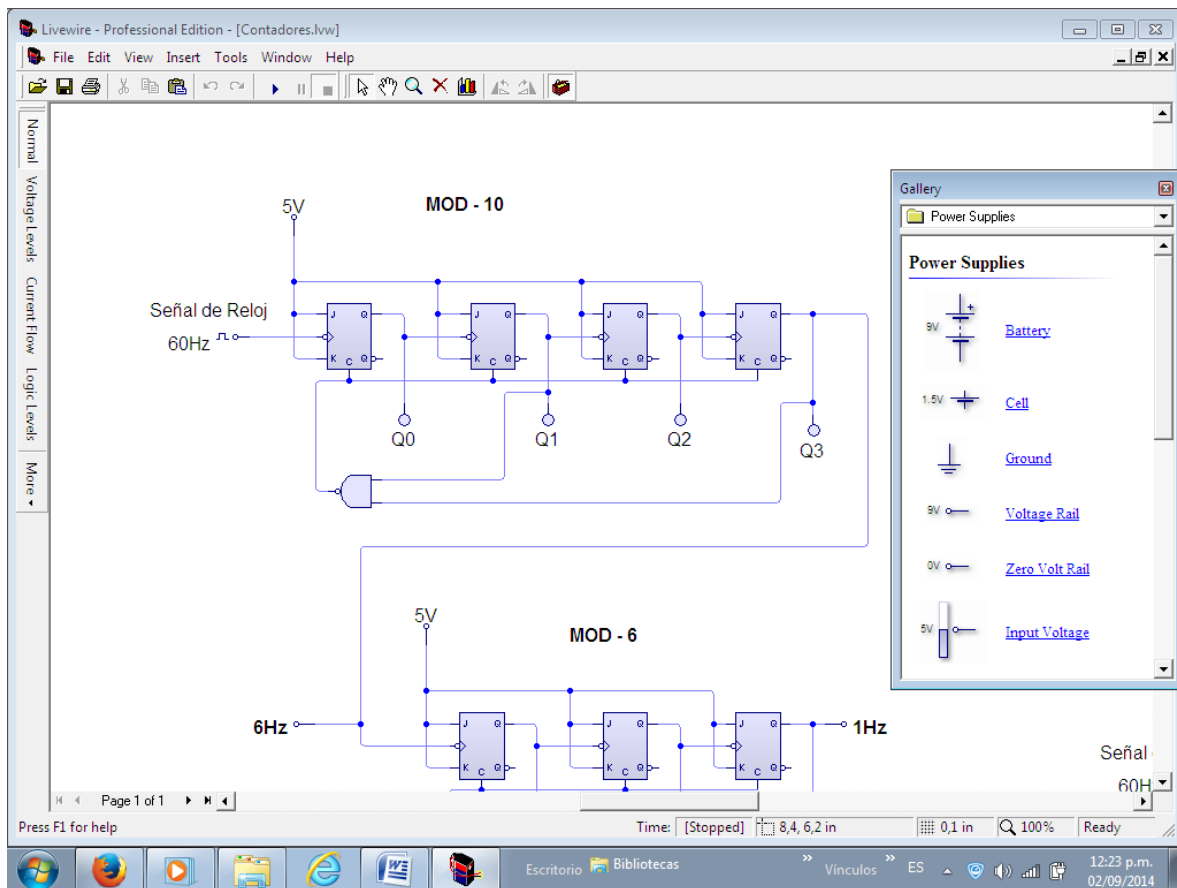 Livewire - Professional Edition - [Contadores.lvw]
File Edit View Insert Tools Window Help
Normal
Voltage Levels
Current Flow
Logic Levels
More
MOD - 10
5V
Señal de Reloj
60Hz
J Q K C Q
J Q K C Q
J Q K C Q
J Q K C Q
Q0
Q1
Q2
Q3
5V
MOD - 6
6Hz
J Q K C Q
J Q K C Q
J Q K C Q
1Hz
Señal
60H
Gallery
Power Supplies
Power Supplies
9V + Battery
1.5V Cell
Ground
9V Voltage Rail
0V Zero Volt Rail
5V Input Voltage
Page 1 of 1
Press F1 for help
Time: [Stopped] 8,4, 6,2 in 0,1 in 100% Ready
Escritorio Bibliotecas » Vínculos » ES 12:23 p.m.
02/09/2014